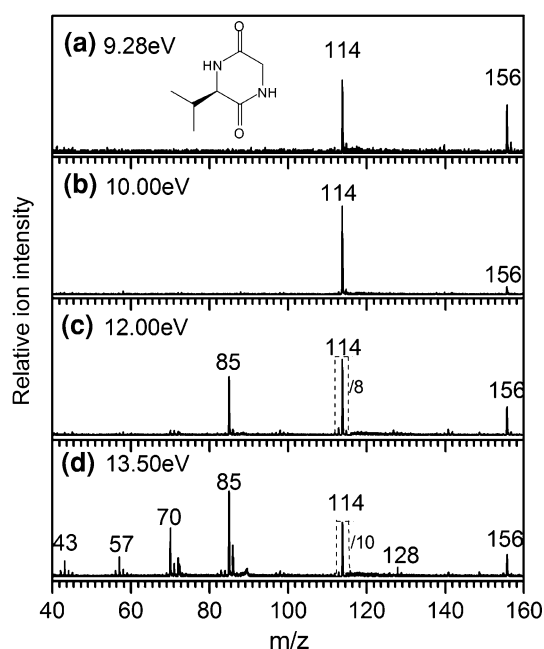 (a) 9.28eV
O
HN
NH
O
114
156
(b) 10.00eV
114
156
(c) 12.00eV
85
114
/8
156
(d) 13.50eV
43
57
70
85
114
/10
128
156
40 60 80 100 120 140 160
m/z
Relative ion intensity